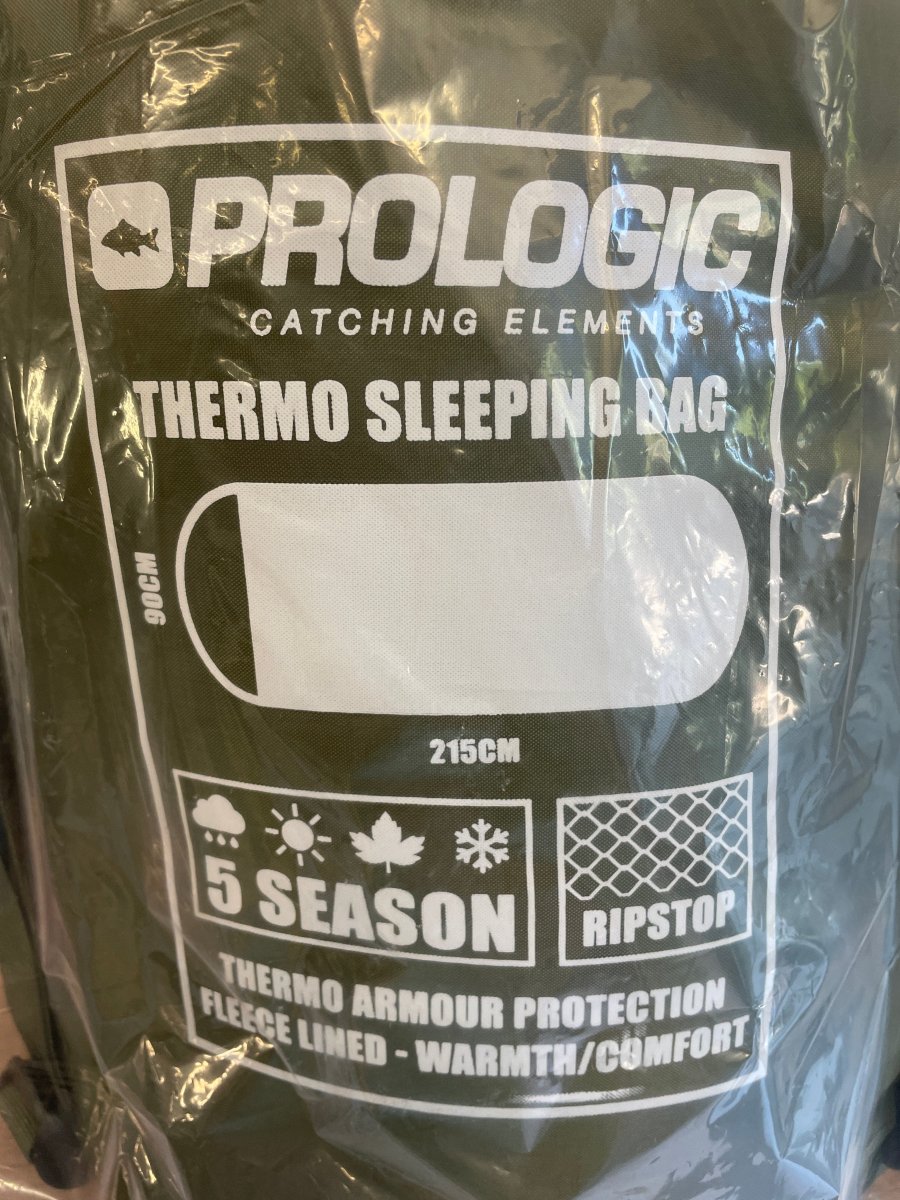 PROLOGIC
CATCHING ELEMENTS
THERMO SLEEPING BAG
90CM
215CM
5 SEASON
RIPSTOP
THERMO ARMOUR PROTECTION
FLEECE LINED - WARMTH/COMFORT